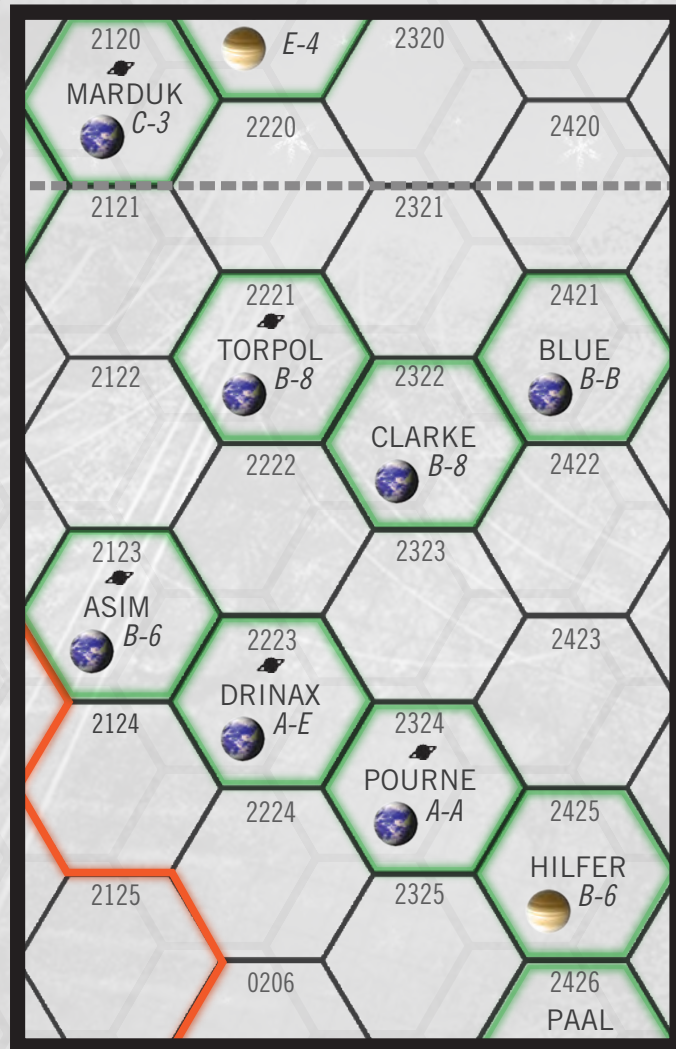 2120
MARDUK
C-3
E-4
2320
2220
2420
2121
2321
2221
TORPOL
B-8
2421
BLUE
B-B
2122
2322
CLARKE
B-8
2222
2422
2123
ASIM
B-6
2323
2223
DRINAX
A-E
2423
2124
2324
POURNE
A-A
2224
2425
HILFER
B-6
2125
2325
0206
2426
PAAL